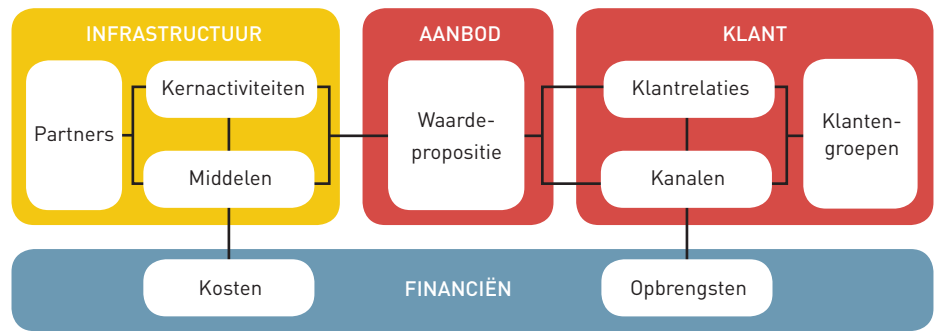 INFRASTRUCTUUR
Partners
Kernactiviteiten
Middelen
AANBOD
Waarde-
propositie
KLANT
Klantrelaties
Kanalen
Klanten-
groepen
Kosten
FINANCIËN
Opbrengsten